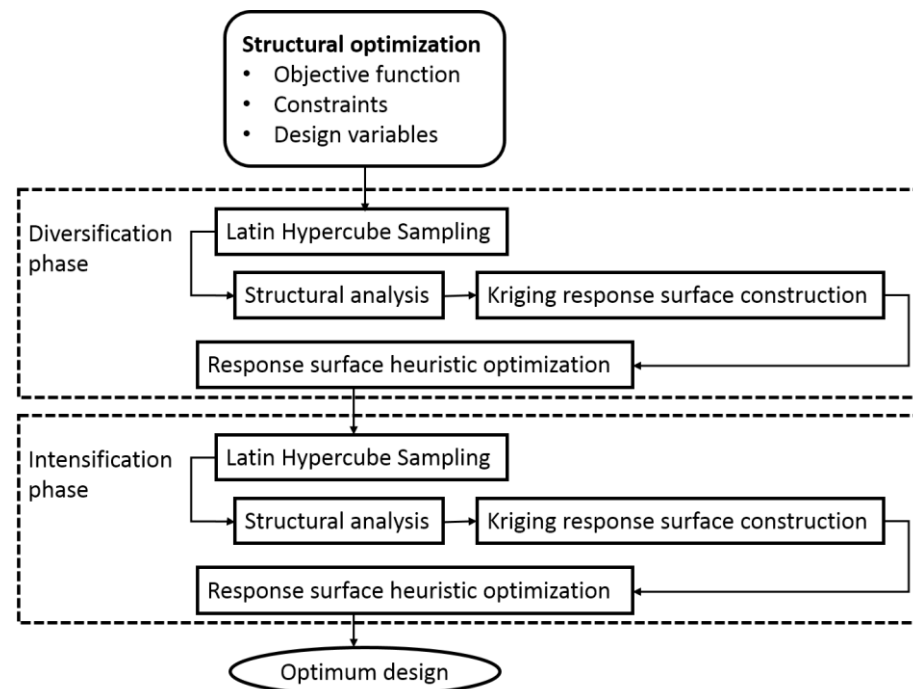 Structural optimization
• Objective function
• Constraints
• Design variables
Diversification
phase
Latin Hypercube Sampling
Structural analysis
Kriging response surface construction
Response surface heuristic optimization
Intensification
phase
Latin Hypercube Sampling
Structural analysis
Kriging response surface construction
Response surface heuristic optimization
Optimum design